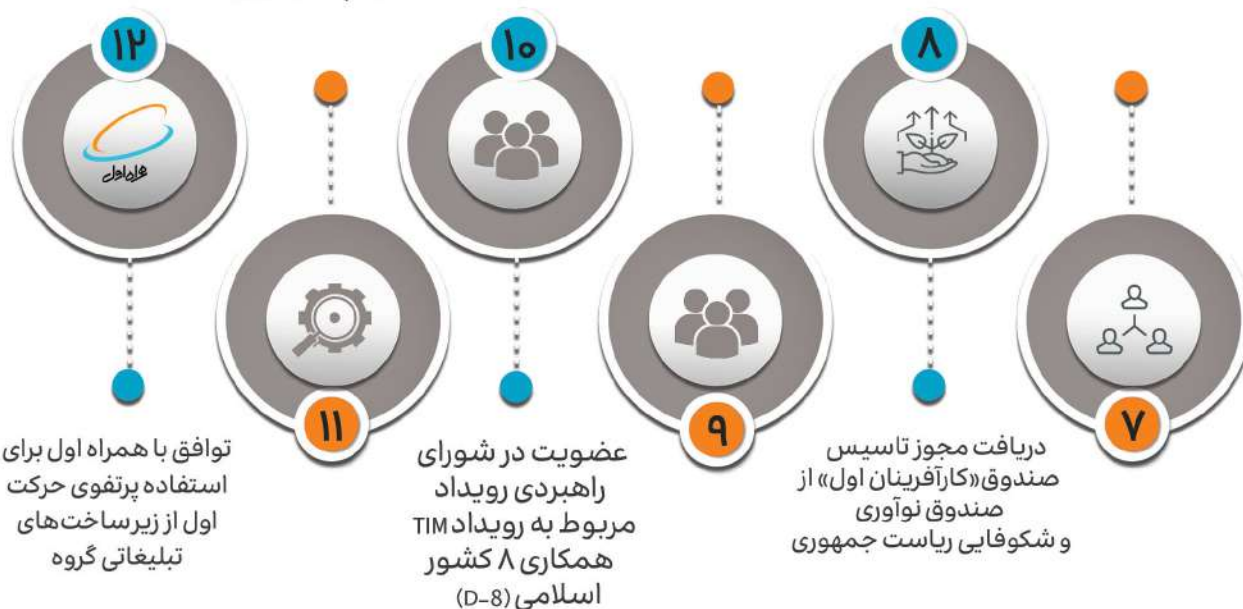 ۷
۸
دریافت مجوز تاسیس
صندوق«کارآفرینان اول» از
صندوق نوآوری
و شکوفایی ریاست جمهوری
۹
۱۰
عضویت در شورای
راهبردی رویداد
مربوط به رویداد TIM
همکاری ۸ کشور
اسلامی (D-8)
۱۱
۱۲
همراه اول
توافق با همراه اول برای
استفاده پرتفوی حرکت
اول از زیرساخت‌های
تبلیغاتی گروه